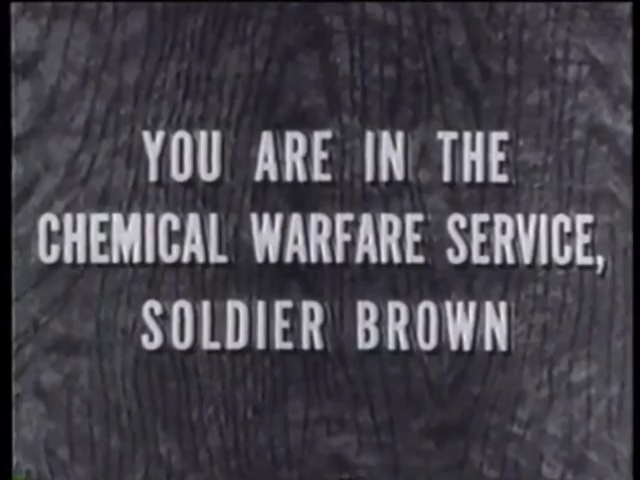 YOU ARE IN THE
CHEMICAL WARFARE SERVICE,
SOLDIER BROWN